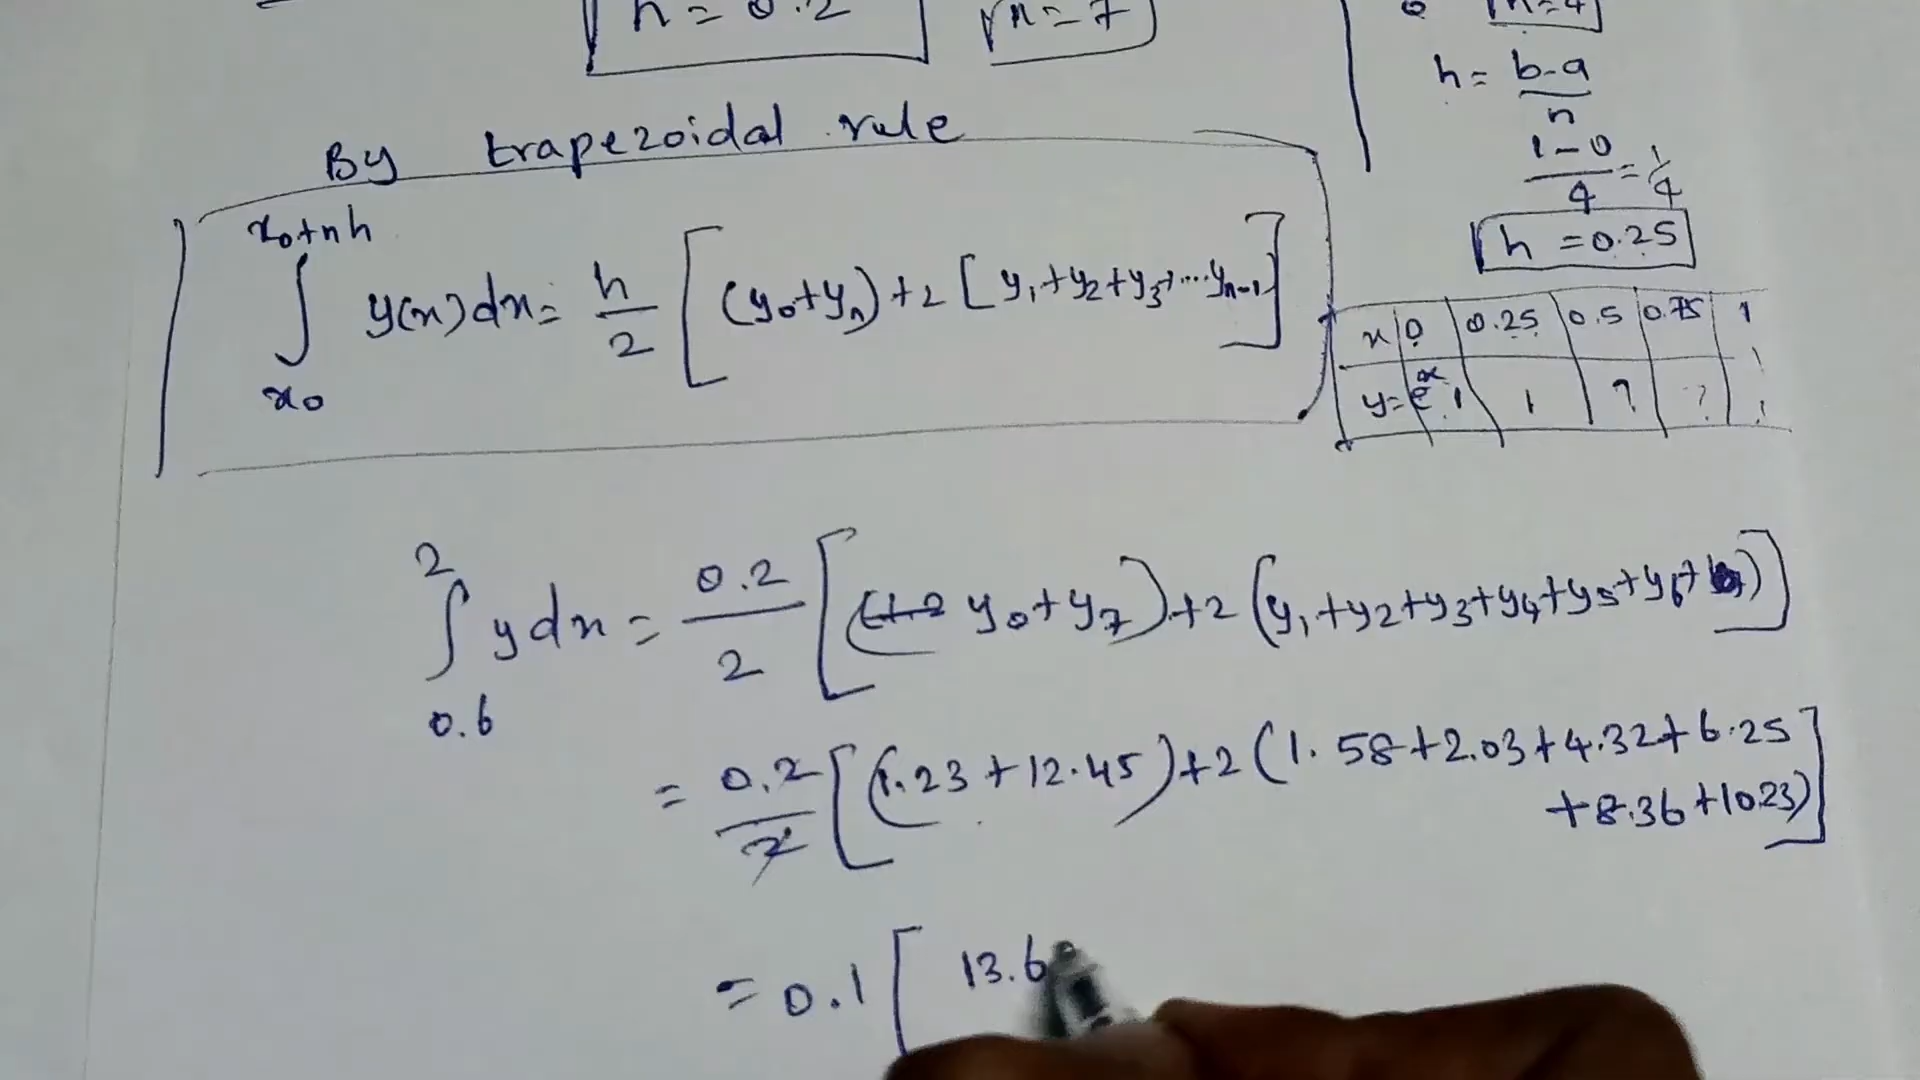 h = 0.2
n = 7
n = 4
h = b-a / n
1-0 / 4 = 1/4
h = 0.25
By trapezoidal rule
∫_{x0}^{x0+nh} y(x)dx = h/2 [(y0+yn)+2[y1+y2+y3+...yn-1]]
x | 0 | 0.25 | 0.5 | 0.75 | 1
y=e^x | 1 | 1 | ? | ? | ;
∫_{0.6}^{2} ydx = 0.2/2 [(y0+y7)+2(y1+y2+y3+y4+y5+y6+)]
= 0.2/2 [(1.23+12.45)+2(1.58+2.03+4.32+6.25
+8.36+10.23)]
= 0.1 [ 13.6